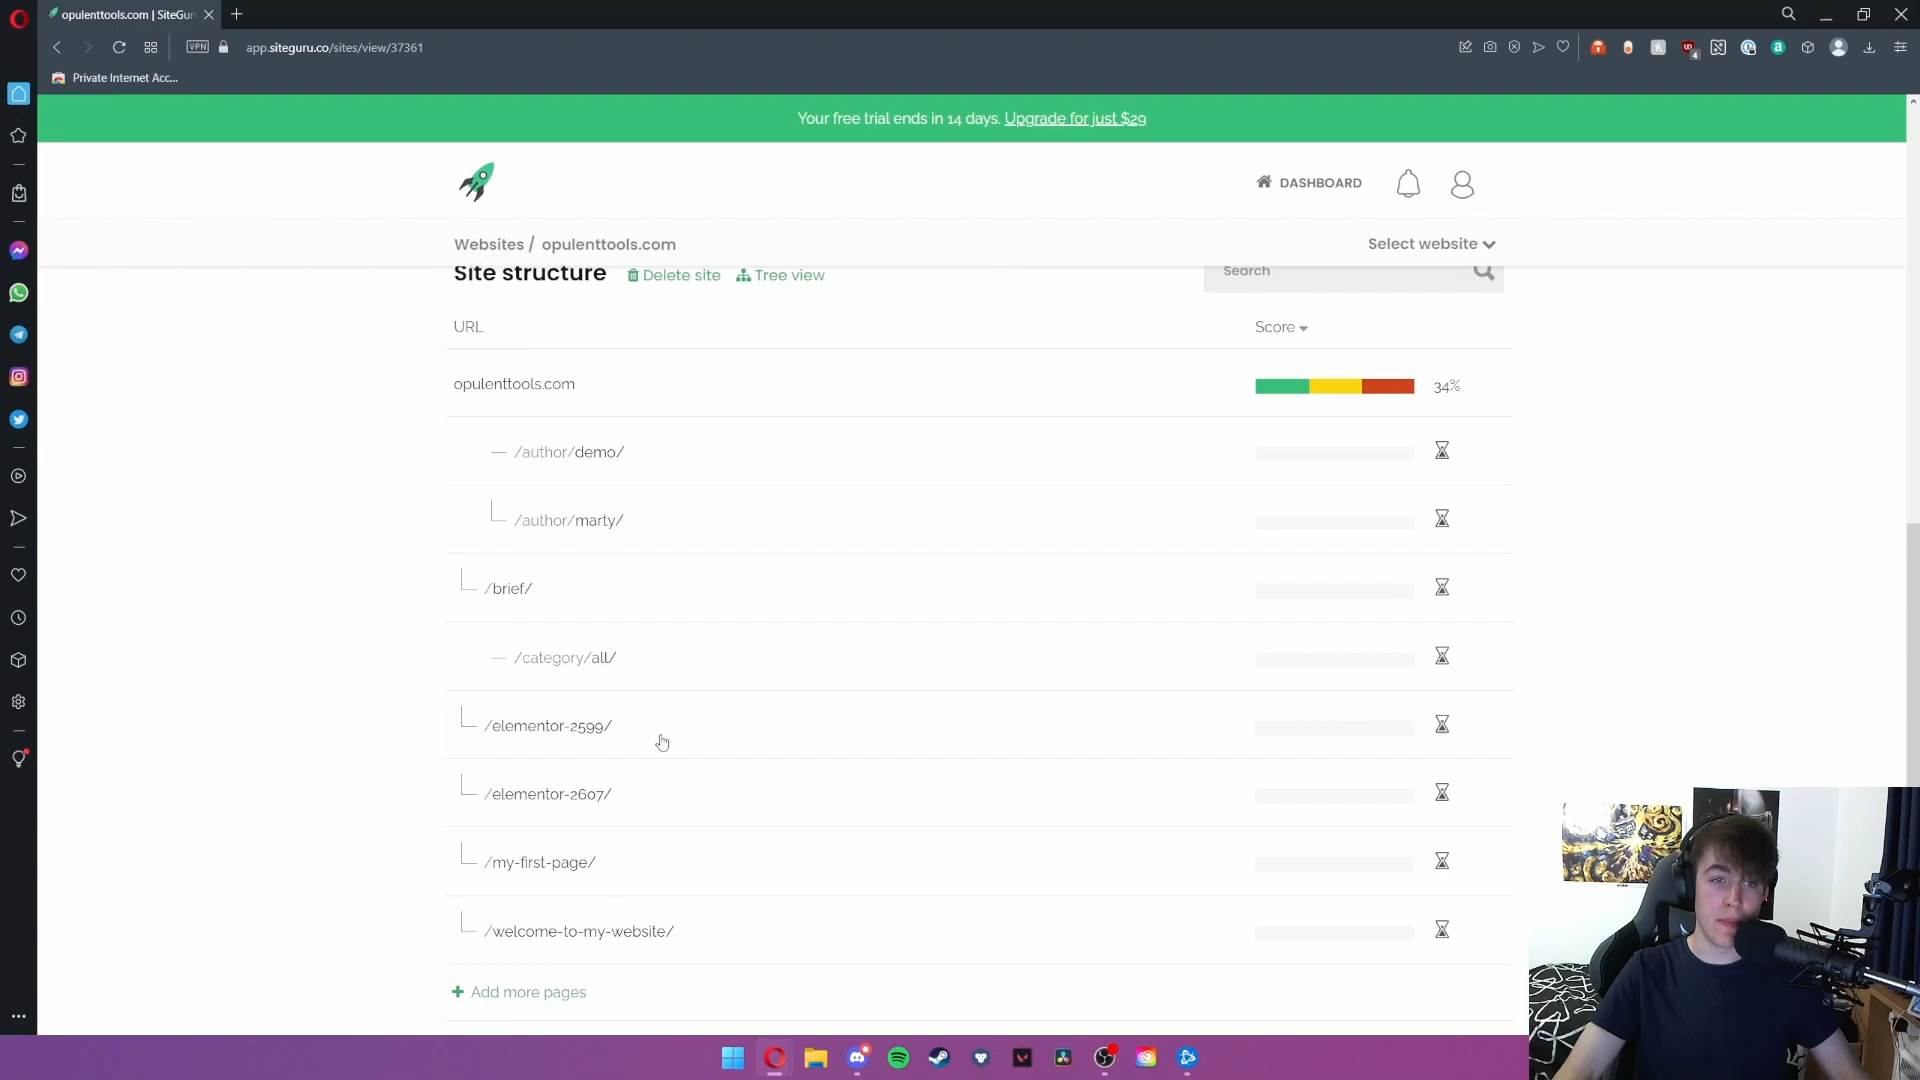 opulenttools.com | SiteGur
VPN
app.siteguru.co/sites/view/37361
4
Private Internet Acc...
Your free trial ends in 14 days. Upgrade for just $29
DASHBOARD
Websites / opulenttools.com
Select website
Site structure
Delete site
Tree view
Search
URL
Score
opulenttools.com
34%
/author/demo/
/author/marty/
/brief/
/category/all/
/elementor-2599/
/elementor-2607/
/my-first-page/
/welcome-to-my-website/
+ Add more pages